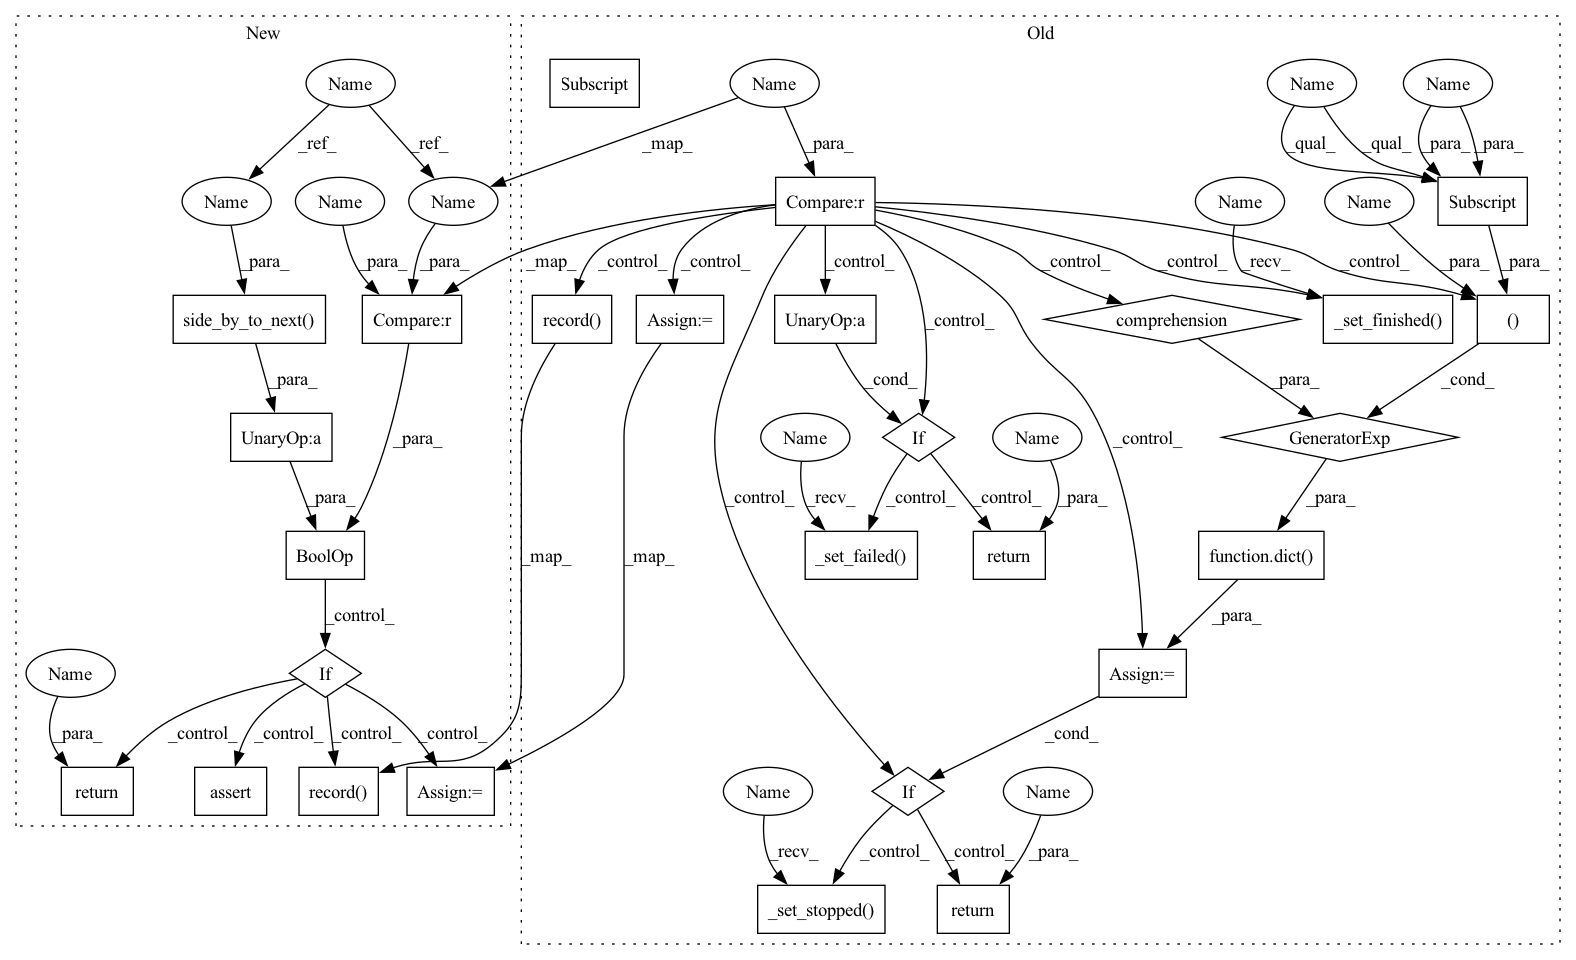 New
Old
Name
Subscript
Name
Name
Name
_ref_
_ref_
_map_
_para_
_qual_
_qual_
_para_
_para_
Name
Name
Name
Compare:r
Name
Name
Subscript
_para_
_para_
_para_
_map_
_control_
_control_
_control_
_control_
_control_
_recv_
_control_
_para_
_para_
side_by_to_next()
Compare:r
record()
Assign:=
UnaryOp:a
_control_
comprehension
_set_finished()
()
_para_
_cond_
_para_
_cond_
UnaryOp:a
_para_
Name
If
Name
_control_
GeneratorExp
_para_
_control_
_recv_
_control_
_control_
_para_
_para_
BoolOp
_map_
_map_
_set_failed()
return
function.dict()
_control_
_para_
Name
If
Assign:=
_para_
_control_
_control_
_control_
_control_
_cond_
return
assert
record()
Assign:=
Name
If
Name
_recv_
_control_
_control_
_para_
_set_stopped()
return